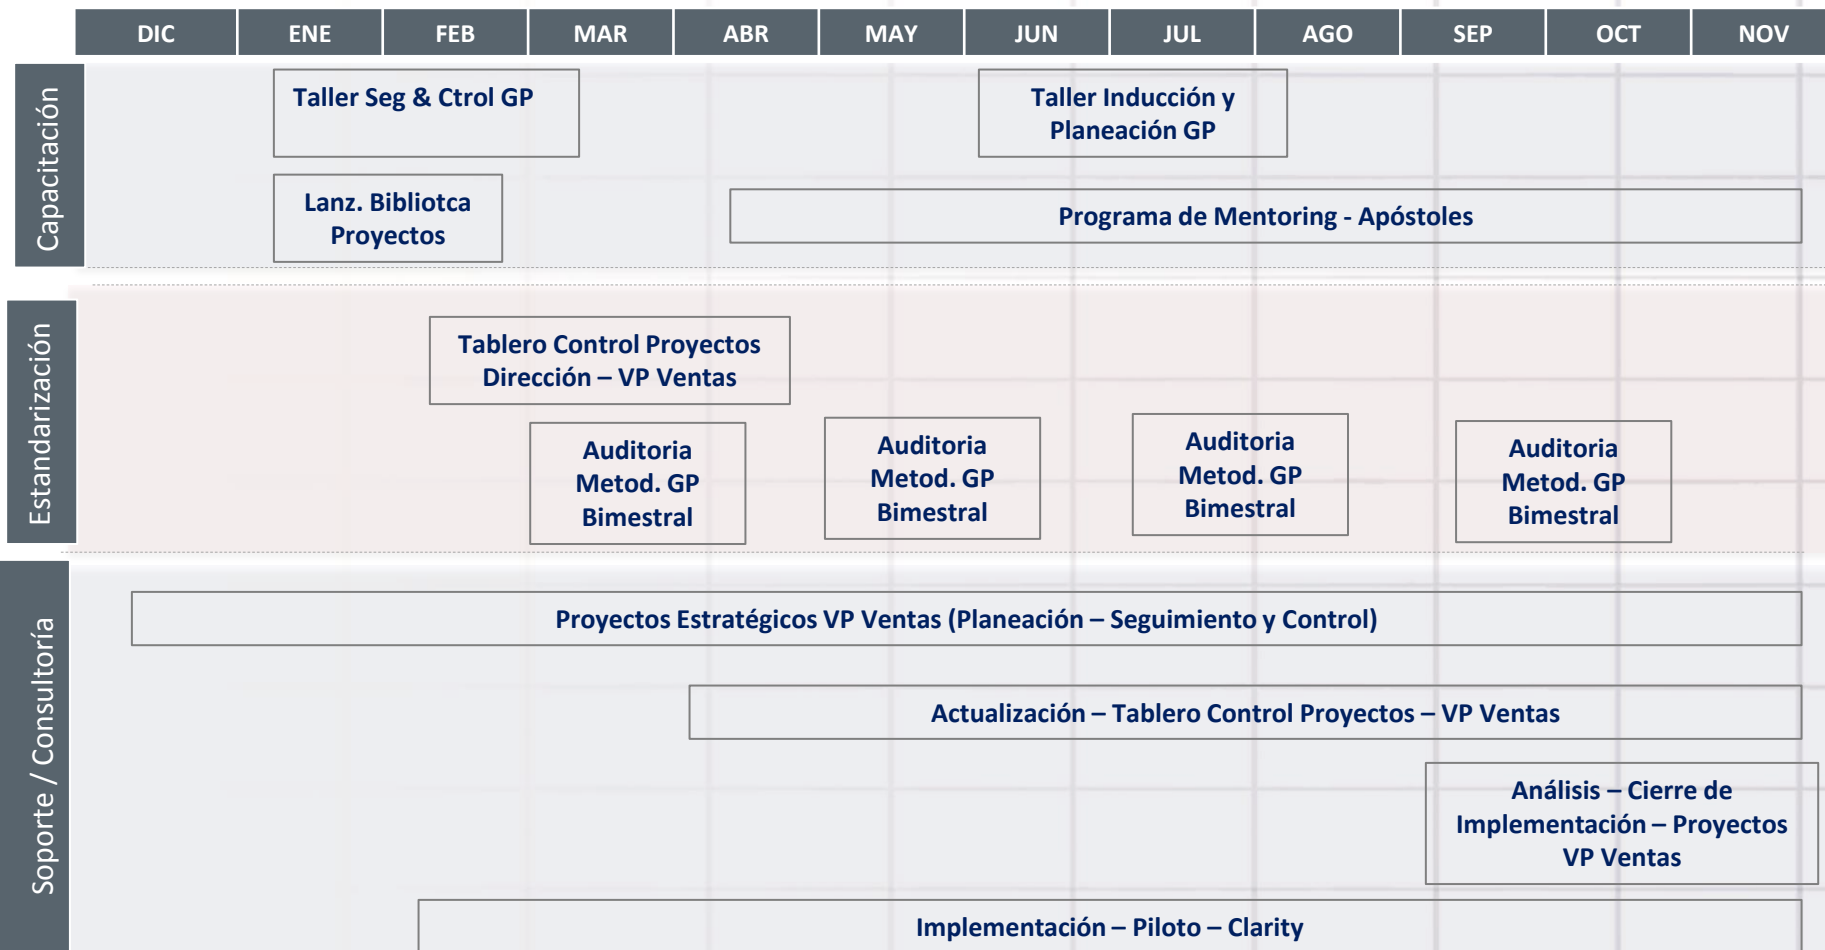 DIC ENE FEB MAR ABR MAY JUN JUL AGO SEP OCT NOV
Capacitación
Taller Seg & Ctrol GP
Taller Inducción y
Planeación GP
Lanz. Bibliotca
Proyectos
Programa de Mentoring - Apóstoles
Estandarización
Tablero Control Proyectos
Dirección – VP Ventas
Auditoria
Metod. GP
Bimestral
Auditoria
Metod. GP
Bimestral
Auditoria
Metod. GP
Bimestral
Auditoria
Metod. GP
Bimestral
Soporte / Consultoría
Proyectos Estratégicos VP Ventas (Planeación – Seguimiento y Control)
Actualización – Tablero Control Proyectos – VP Ventas
Análisis – Cierre de
Implementación – Proyectos
VP Ventas
Implementación – Piloto – Clarity